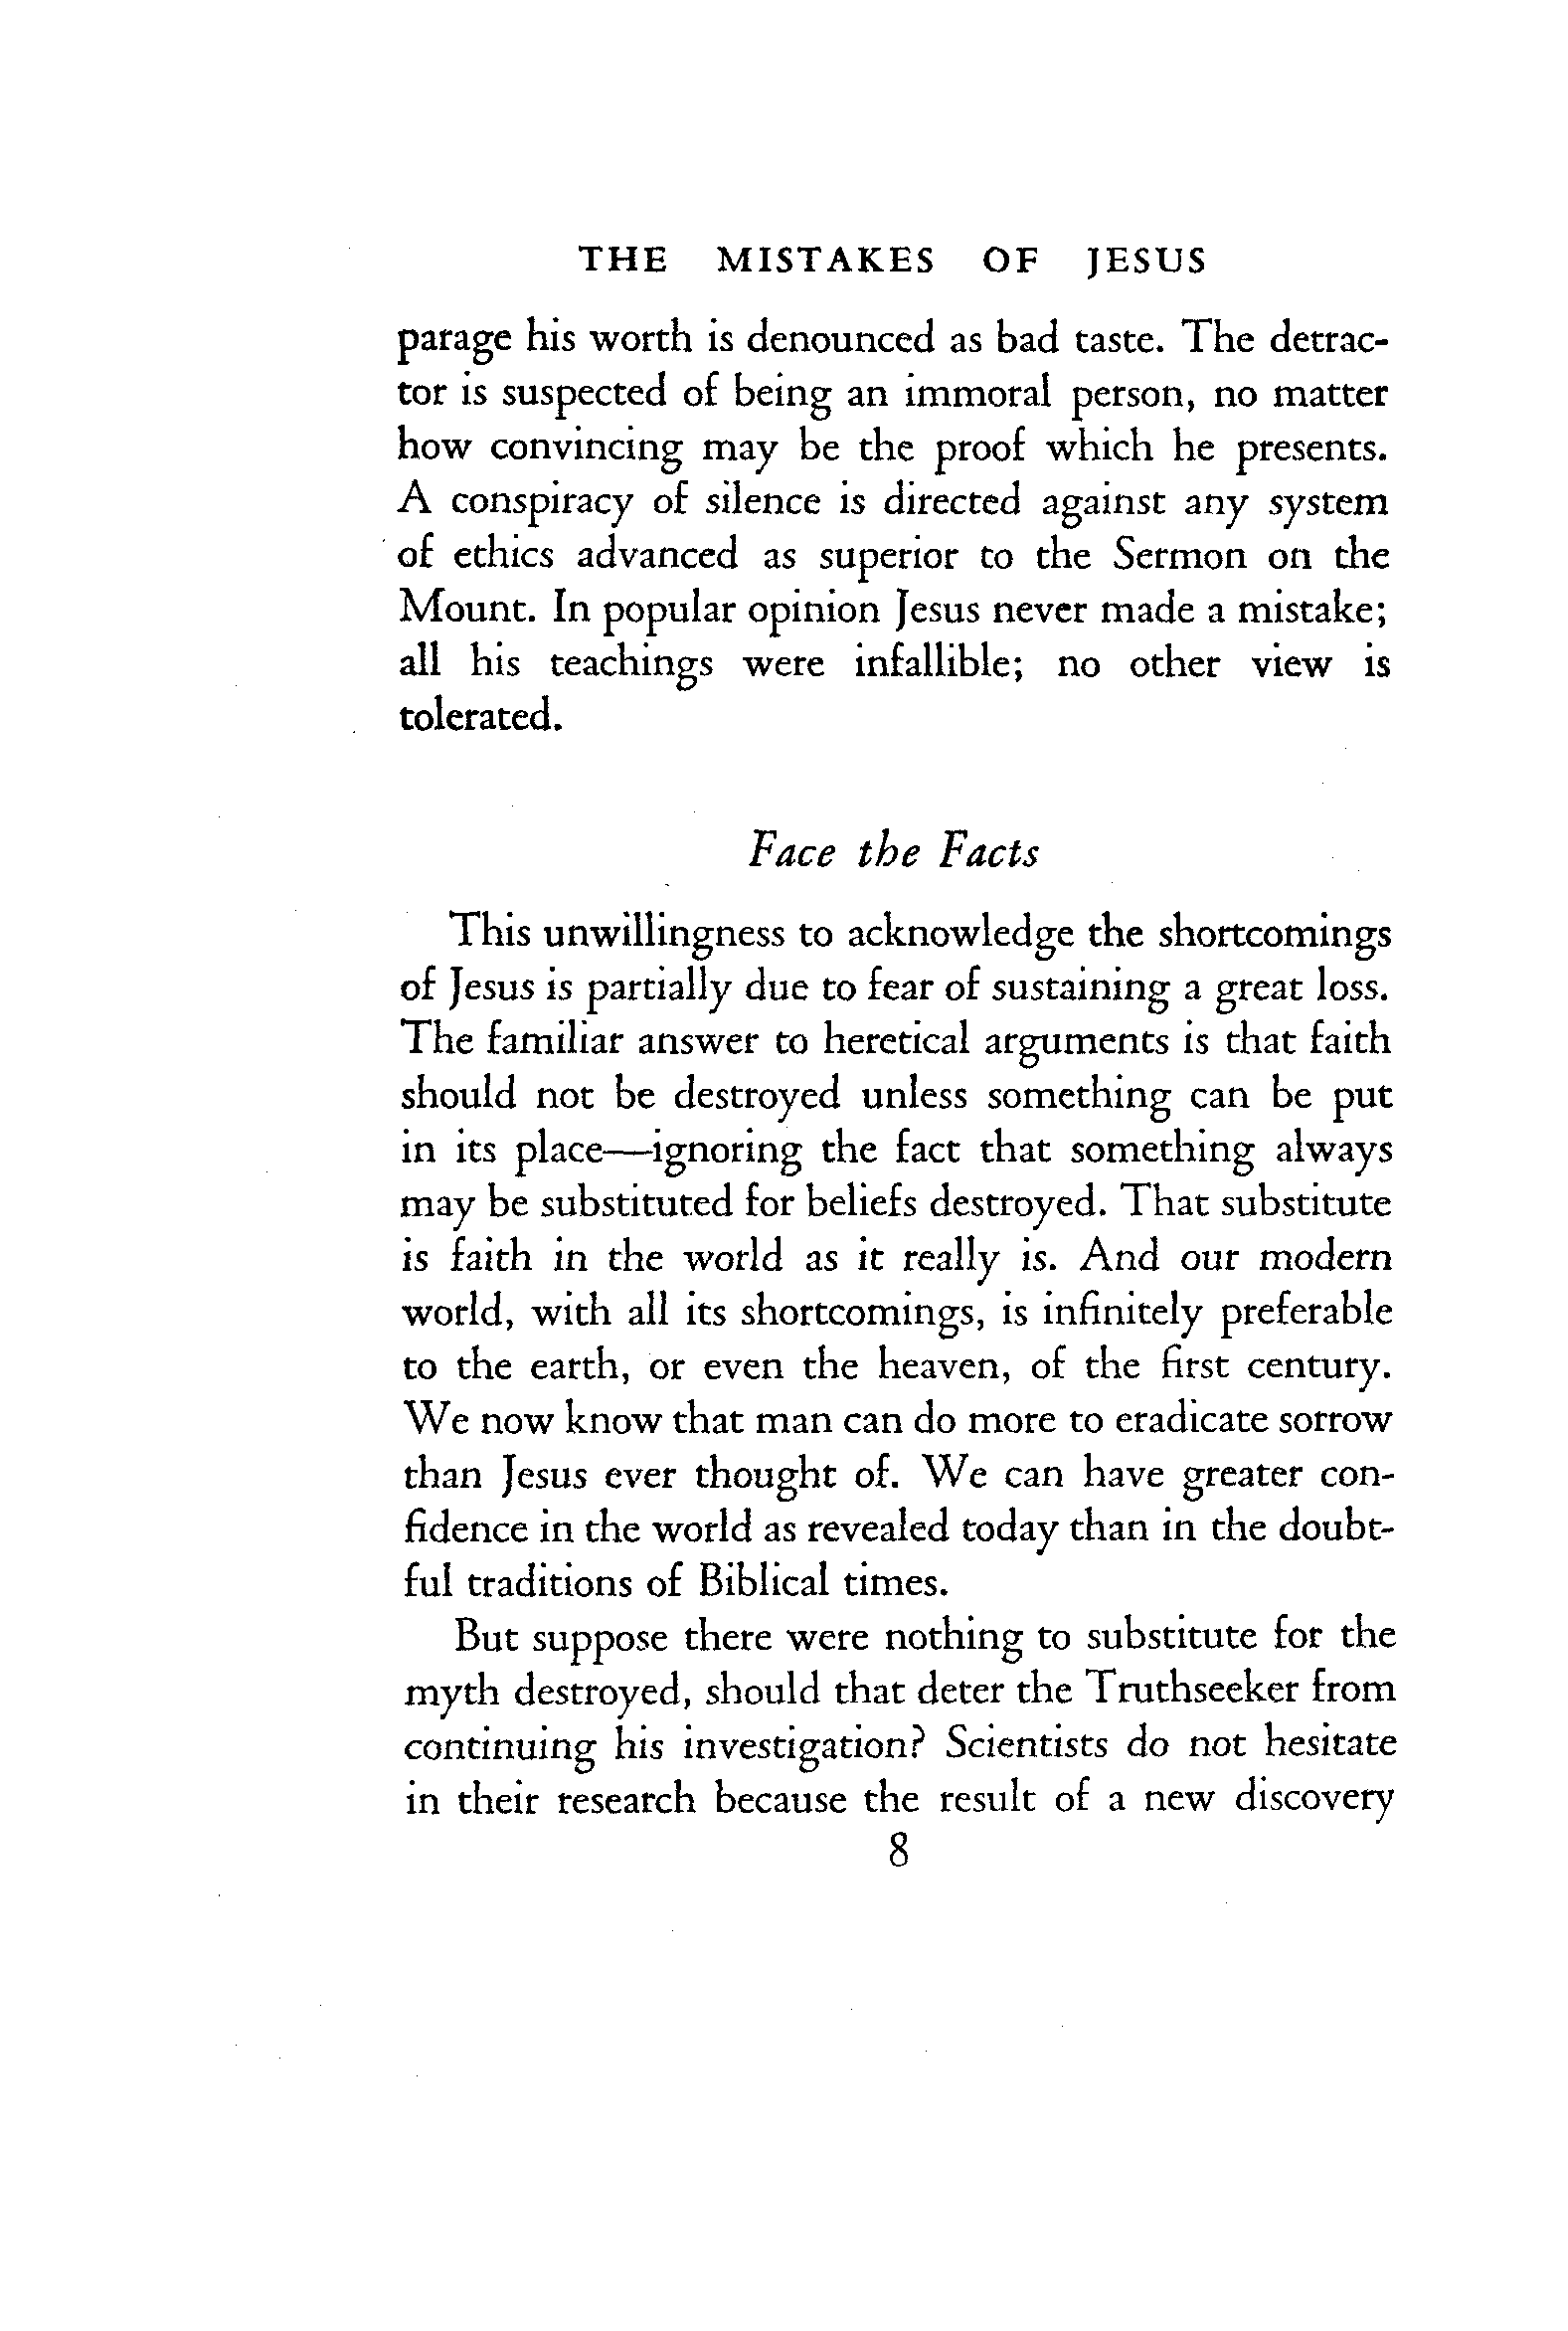 THE MISTAKES OF JESUS
parage his worth is denounced as bad taste. The detrac-
tor is suspected of being an immoral person, no matter
how convincing may be the proof which he presents.
A conspiracy of silence is directed against any system
of ethics advanced as superior to the Sermon on the
Mount. In popular opinion Jesus never made a mistake;
all his teachings were infallible; no other view is
tolerated.
Face the Facts
This unwillingness to acknowledge the shortcomings
of Jesus is partially due to fear of sustaining a great loss.
The familiar answer to heretical arguments is that faith
should not be destroyed unless something can be put
in its place—ignoring the fact that something always
may be substituted for beliefs destroyed. That substitute
is faith in the world as it really is. And our modern
world, with all its shortcomings, is infinitely preferable
to the earth, or even the heaven, of the first century.
We now know that man can do more to eradicate sorrow
than Jesus ever thought of. We can have greater con-
fidence in the world as revealed today than in the doubt-
ful traditions of Biblical times.
But suppose there were nothing to substitute for the
myth destroyed, should that deter the Truthseeker from
continuing his investigation? Scientists do not hesitate
in their research because the result of a new discovery
8